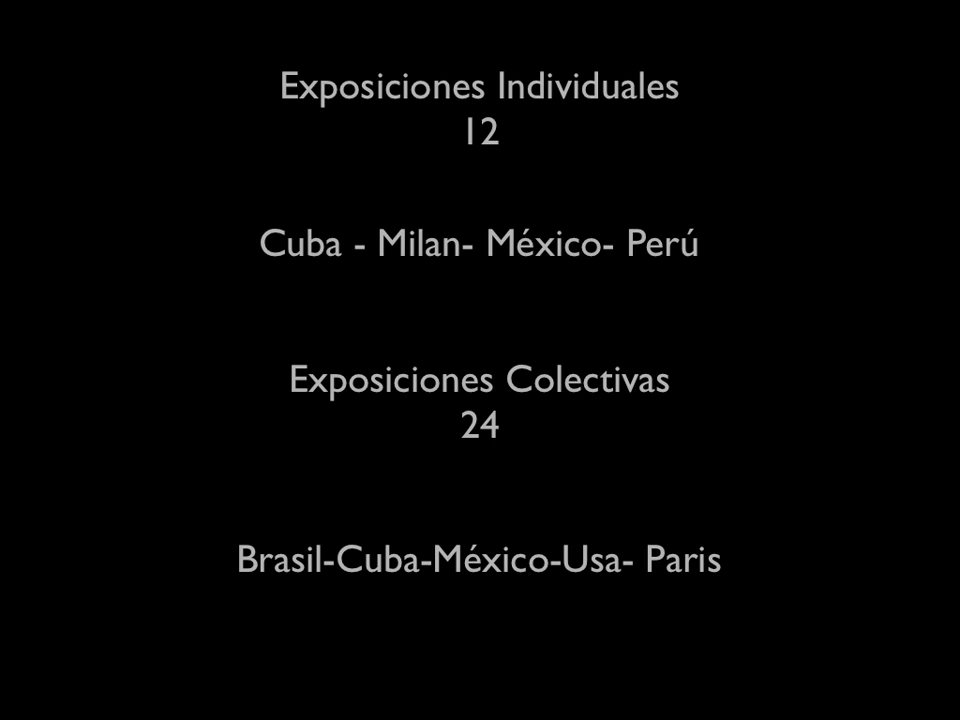 Exposiciones Individuales
12
Cuba - Milan- México- Perú
Exposiciones Colectivas
24
Brasil-Cuba-México-Usa- Paris